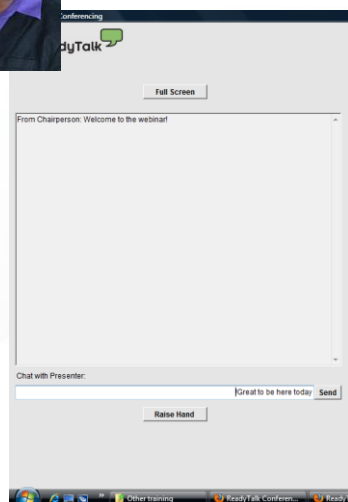 Conferencing
dyTalk
Full Screen
From Chairperson: Welcome to the webinar!
Chat with Presenter:
!Great to be here today Send
Raise Hand
Other training ReadyTalk Conferen... ReadyT